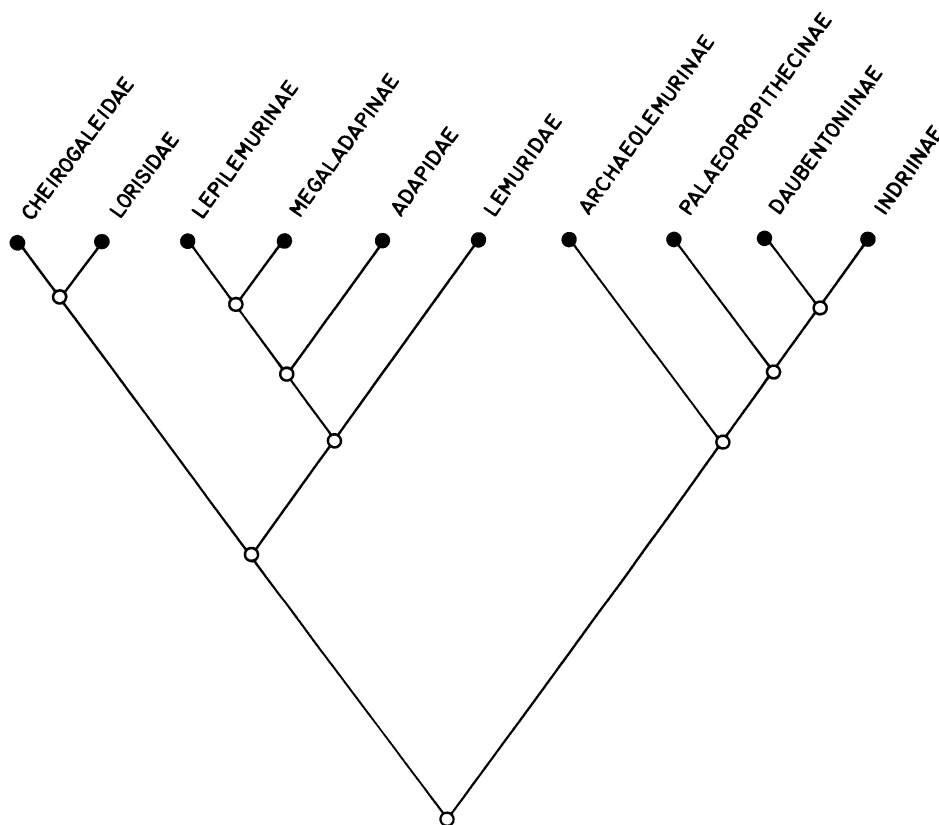 CHEIROGALEIDAE
LORISIDAE
LEPILEMURINAE
MEGALADAPINAE
ADAPIDAE
LEMURIDAE
ARCHAEOLEMURINAE
PALAEOPROPITHECINAE
DAUBENTONIINAE
INDRIINAE